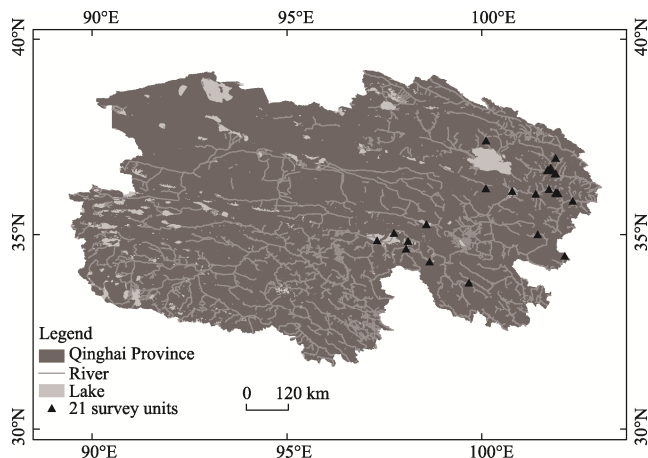 90°E 95°E 100°E
40°N 40°N
35°N 35°N
Legend
Qinghai Province
River
Lake
21 survey units
0 120 km
30°N 30°N
90°E 95°E 100°E